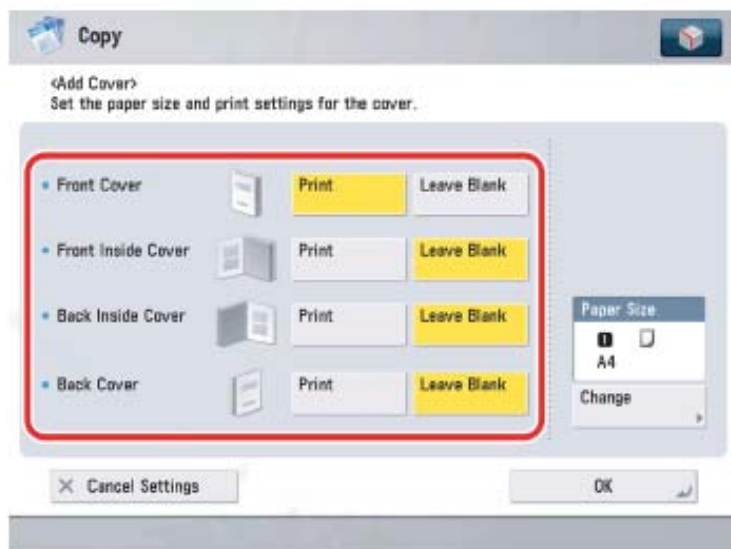 Copy
<Add Cover>
Set the paper size and print settings for the cover.
Front Cover Print Leave Blank
Front Inside Cover Print Leave Blank
Back Inside Cover Print Leave Blank
Paper Size
1
A4
Back Cover Print Leave Blank
Change
Cancel Settings OK